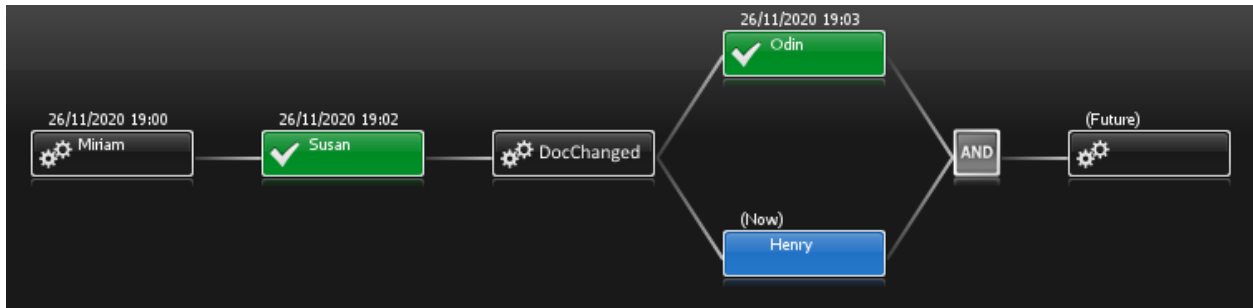 26/11/2020 19:03
Odin
26/11/2020 19:00
Miriam
26/11/2020 19:02
Susan
DocChanged
AND
(Future)
(Now)
Henry